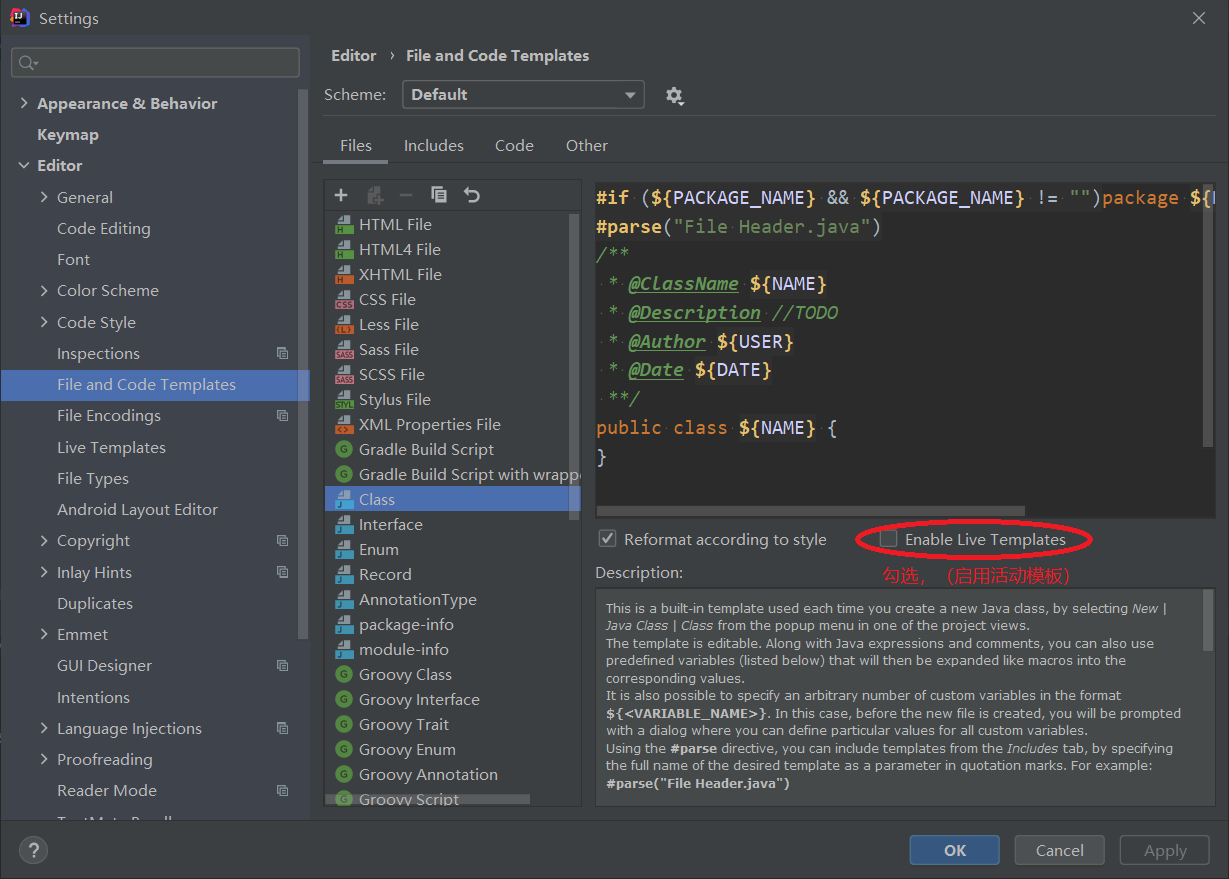 Settings
Appearance & Behavior
Keymap
Editor
General
Code Editing
Font
Color Scheme
Code Style
Inspections
File and Code Templates
File Encodings
Live Templates
File Types
Android Layout Editor
Copyright
Inlay Hints
Duplicates
Emmet
GUI Designer
Intentions
Language Injections
Proofreading
Reader Mode
Editor › File and Code Templates
Scheme: Default
Files Includes Code Other
HTML File
HTML4 File
XHTML File
CSS File
Less File
Sass File
SCSS File
Stylus File
XML Properties File
Gradle Build Script
Gradle Build Script with wrappe
Class
Interface
Enum
Record
AnnotationType
package-info
module-info
Groovy Class
Groovy Interface
Groovy Trait
Groovy Enum
Groovy Annotation
Groovy Script
#if (${PACKAGE_NAME} && ${PACKAGE_NAME} != "")package ${
#parse("File Header.java")
/**
* @ClassName ${NAME}
* @Description //TODO
* @Author ${USER}
* @Date ${DATE}
**/
public class ${NAME} {
}
Reformat according to style Enable Live Templates
勾选，（启用活动模板）
Description:
This is a built-in template used each time you create a new Java class, by selecting New |
Java Class | Class from the popup menu in one of the project views.
The template is editable. Along with Java expressions and comments, you can also use
predefined variables (listed below) that will then be expanded like macros into the
corresponding values.
It is also possible to specify an arbitrary number of custom variables in the format
${<VARIABLE_NAME>}. In this case, before the new file is created, you will be prompted
with a dialog where you can define particular values for all custom variables.
Using the #parse directive, you can include templates from the Includes tab, by specifying
the full name of the desired template as a parameter in quotation marks. For example:
#parse("File Header.java")
?
OK Cancel Apply